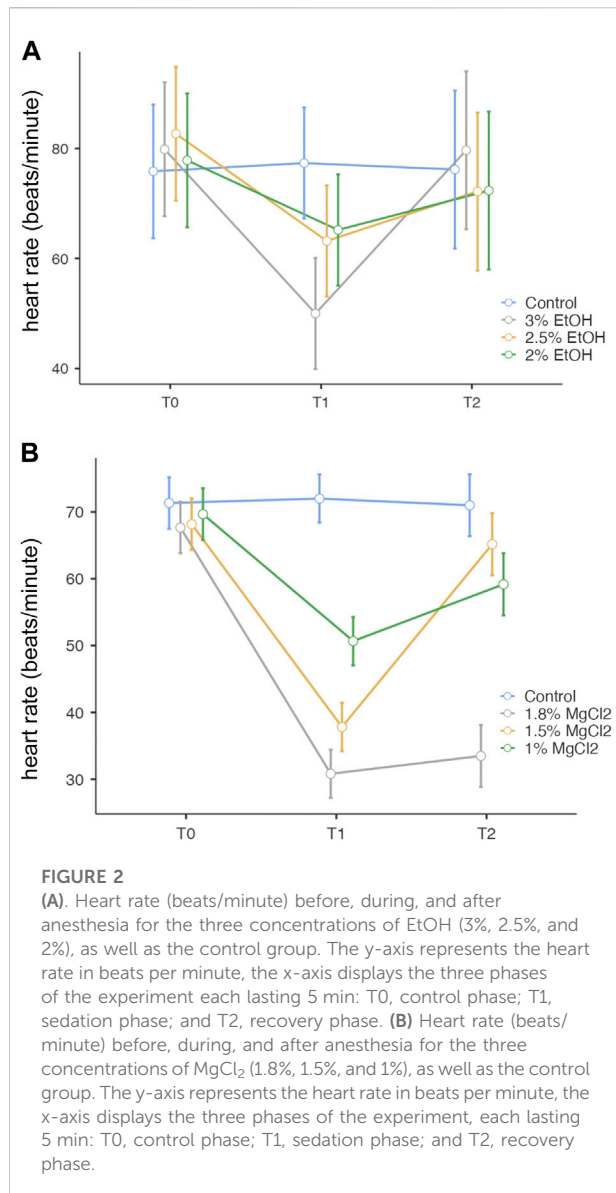 A
heart rate (beats/minute)
80
60
40
T0
T1
T2
Control
3% EtOH
2.5% EtOH
2% EtOH
B
heart rate (beats/minute)
70
60
50
40
30
T0
T1
T2
Control
1.8% MgCl2
1.5% MgCl2
1% MgCl2
FIGURE 2
(A). Heart rate (beats/minute) before, during, and after
anesthesia for the three concentrations of EtOH (3%, 2.5%, and
2%), as well as the control group. The y-axis represents the heart
rate in beats per minute, the x-axis displays the three phases
of the experiment each lasting 5 min: T0, control phase; T1,
sedation phase; and T2, recovery phase. (B) Heart rate (beats/
minute) before, during, and after anesthesia for the three
concentrations of MgCl₂ (1.8%, 1.5%, and 1%), as well as the control
group. The y-axis represents the heart rate in beats per minute, the
x-axis displays the three phases of the experiment, each lasting
5 min: T0, control phase; T1, sedation phase; and T2, recovery
phase.